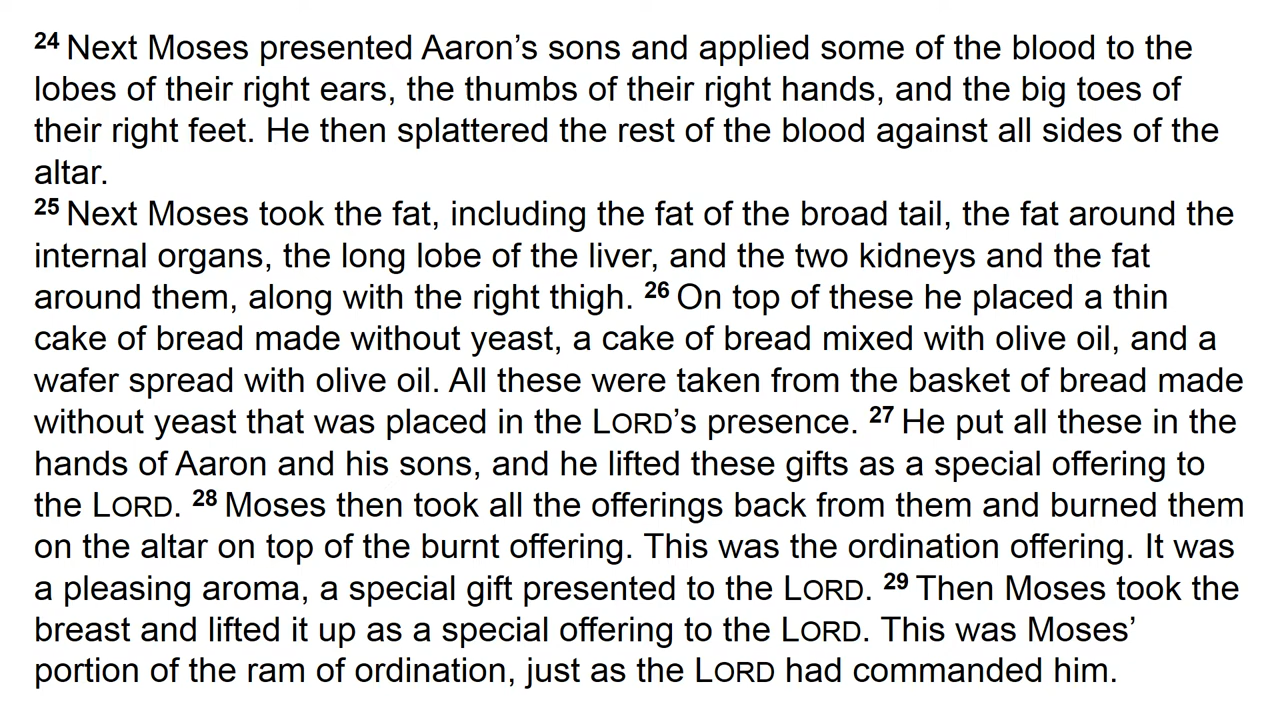 24 Next Moses presented Aaron’s sons and applied some of the blood to the
lobes of their right ears, the thumbs of their right hands, and the big toes of
their right feet. He then splattered the rest of the blood against all sides of the
altar.
25 Next Moses took the fat, including the fat of the broad tail, the fat around the
internal organs, the long lobe of the liver, and the two kidneys and the fat
around them, along with the right thigh. 26 On top of these he placed a thin
cake of bread made without yeast, a cake of bread mixed with olive oil, and a
wafer spread with olive oil. All these were taken from the basket of bread made
without yeast that was placed in the LORD’s presence. 27 He put all these in the
hands of Aaron and his sons, and he lifted these gifts as a special offering to
the LORD. 28 Moses then took all the offerings back from them and burned them
on the altar on top of the burnt offering. This was the ordination offering. It was
a pleasing aroma, a special gift presented to the LORD. 29 Then Moses took the
breast and lifted it up as a special offering to the LORD. This was Moses’
portion of the ram of ordination, just as the LORD had commanded him.